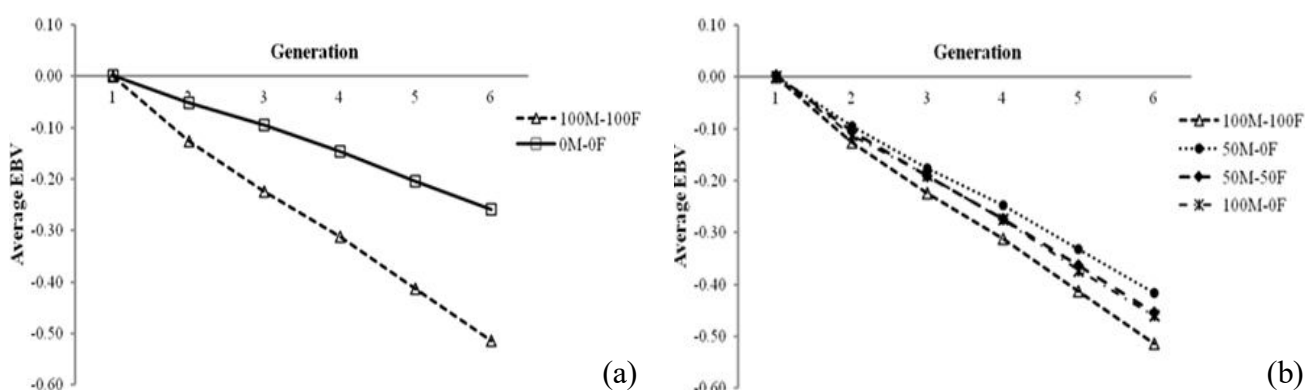 0.10
Generation
0.00
1 2 3 4 5 6
-0.10
-0.20
-0.30
-0.40
-0.50
-0.60
Average EBV
100M-100F
0M-0F
(a)
0.10
Generation
0.00
1 2 3 4 5 6
-0.10
-0.20
-0.30
-0.40
-0.50
-0.60
Average EBV
100M-100F
50M-0F
50M-50F
100M-0F
(b)